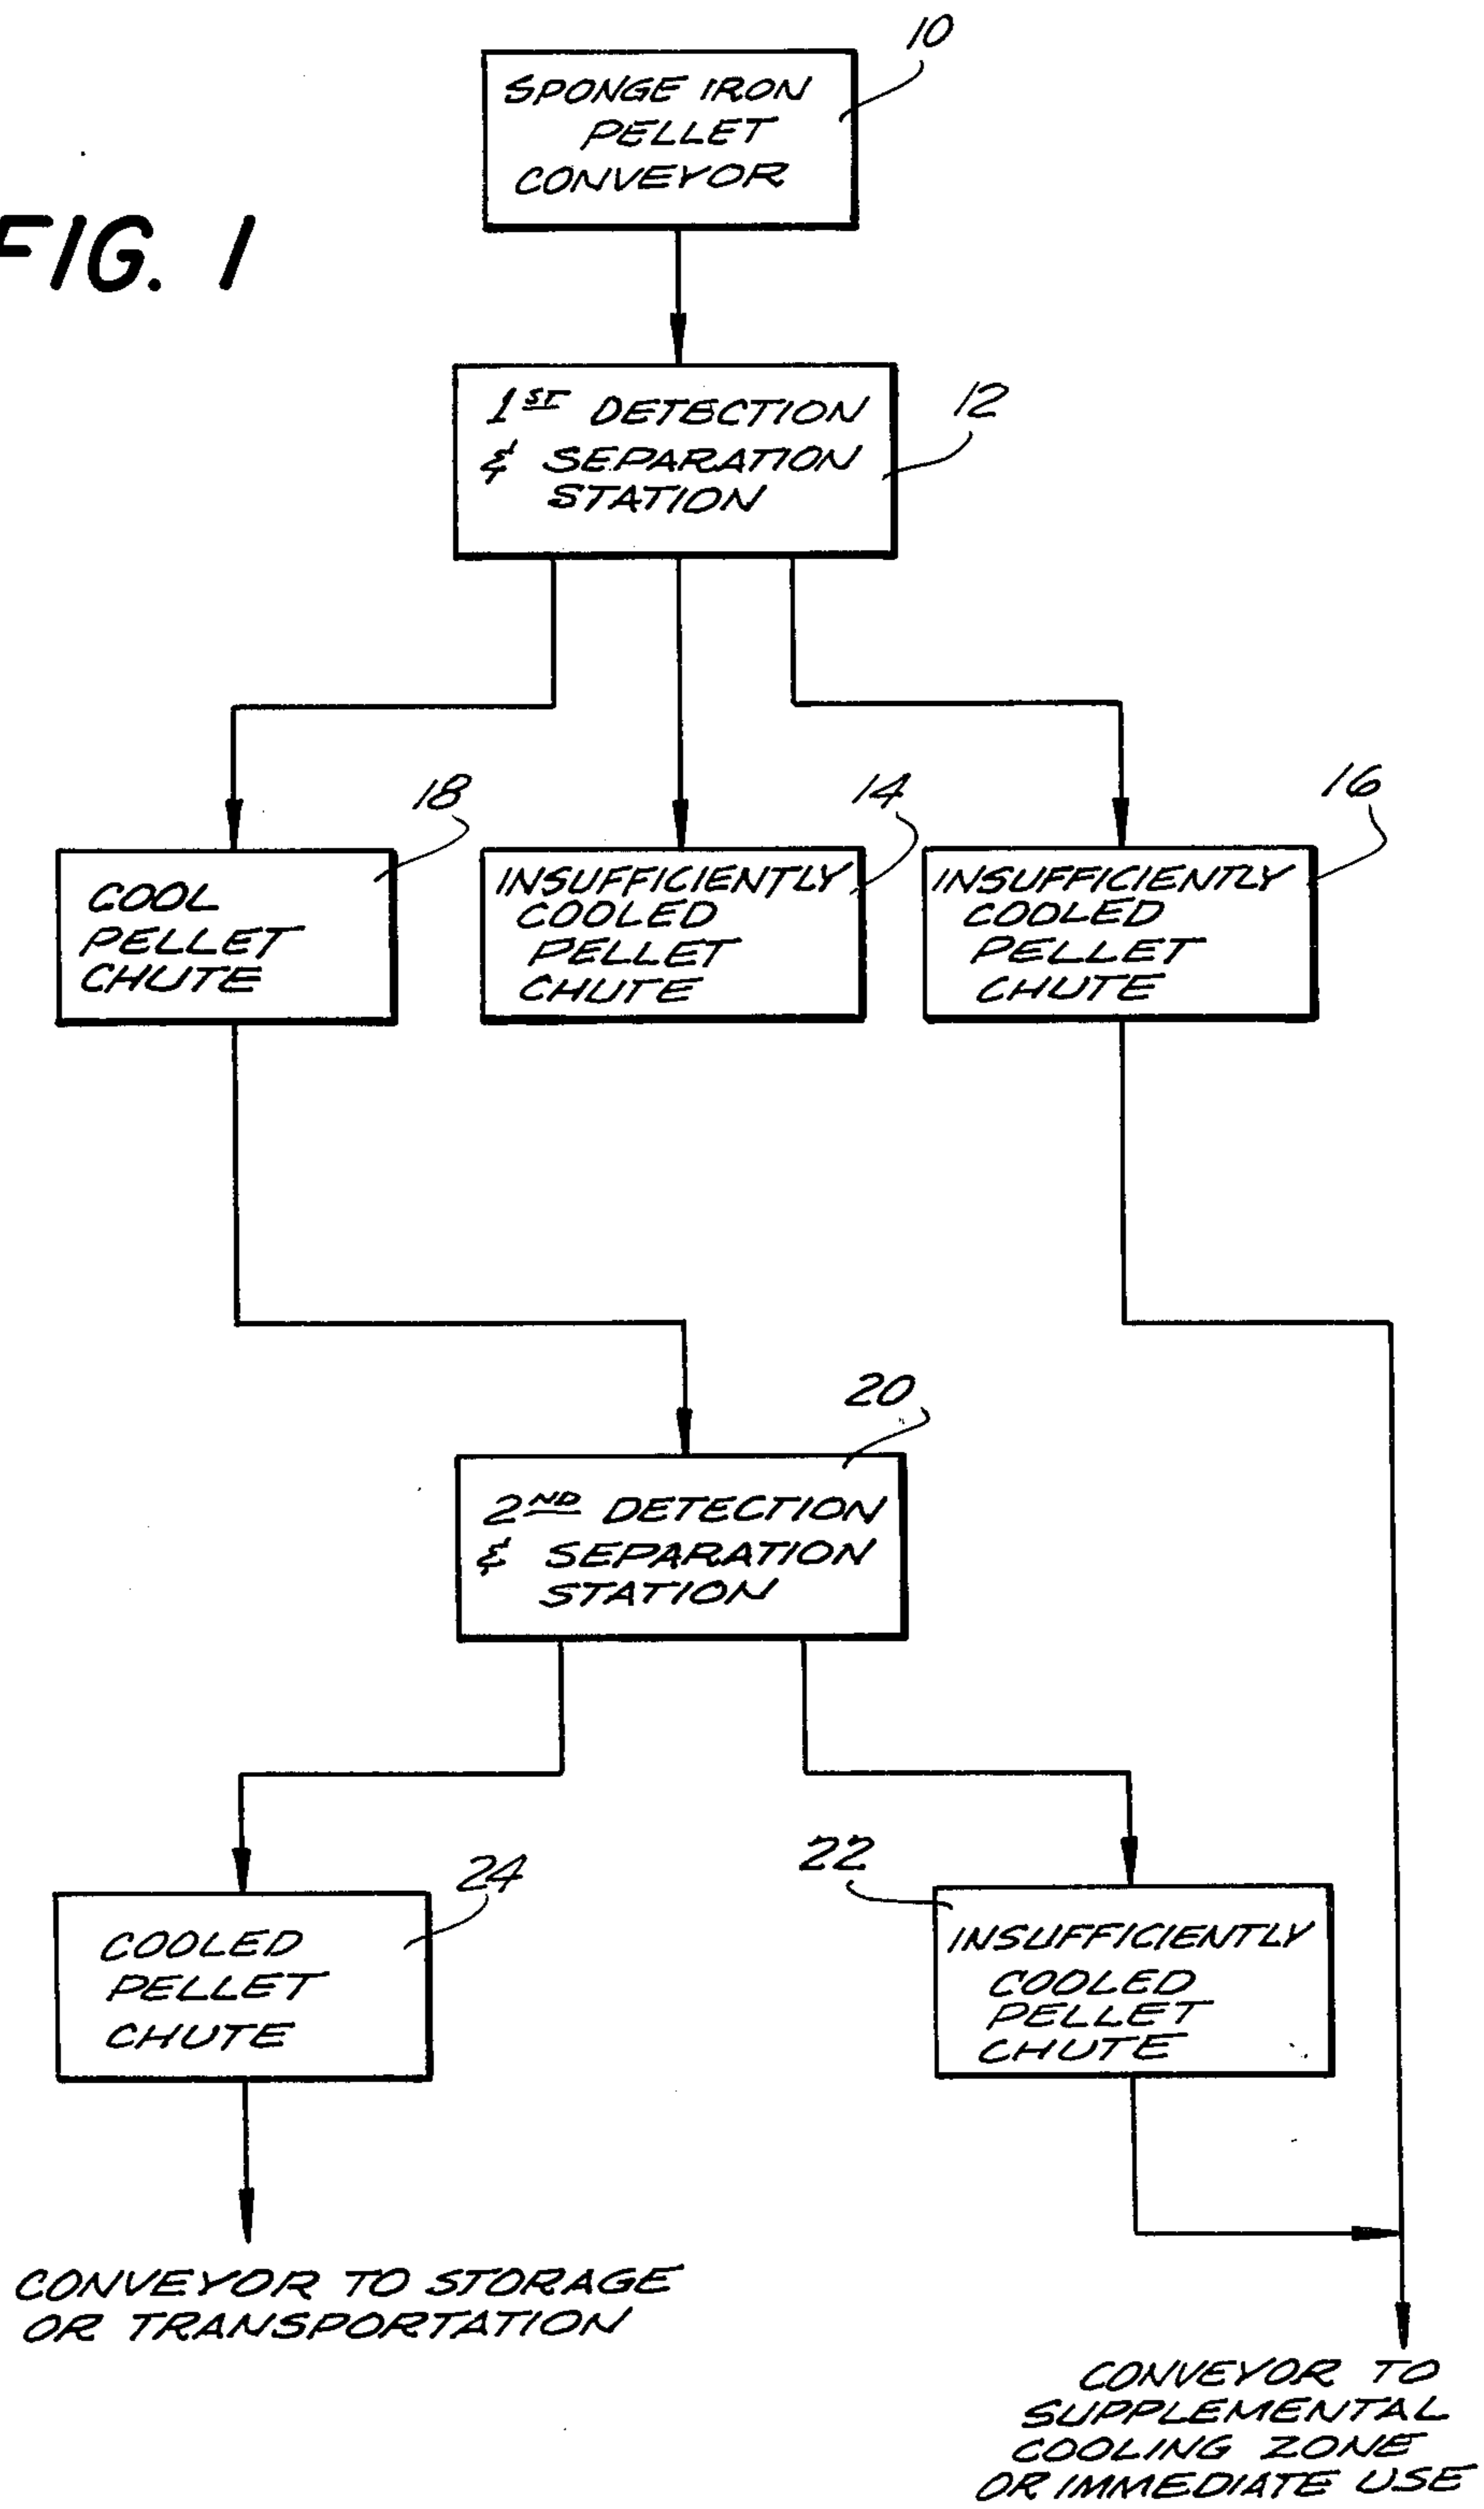 10
SPONGE IRON
PELLET
CONVEYOR
FIG. 1
12
1ST DETECTION
& SEPARATION
STATION
18
14
16
COOL
PELLET
CHUTE
INSUFFICIENTLY
COOLED
PELLET
CHUTE
INSUFFICIENTLY
COOLED
PELLET
CHUTE
20
2ND DETECTION
& SEPARATION
STATION
24
22
COOLED
PELLET
CHUTE
INSUFFICIENTLY
COOLED
PELLET
CHUTE
CONVEYOR TO STORAGE
OR TRANSPORTATION
CONVEYOR TO
SUPPLEMENTAL
COOLING ZONE
OR IMMEDIATE USE